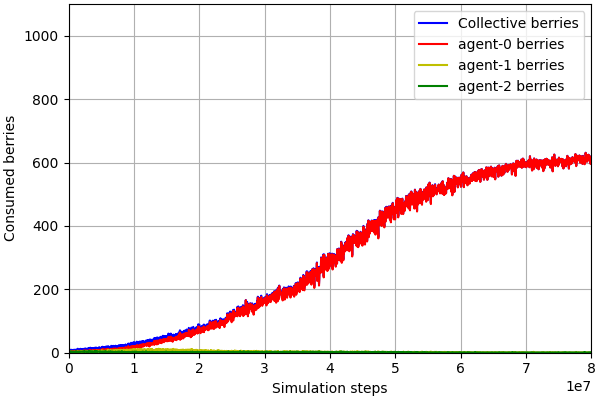 Collective berries
agent-0 berries
agent-1 berries
agent-2 berries
Consumed berries
1000
800
600
400
200
0
0 1 2 3 4 5 6 7 8
1e7
Simulation steps